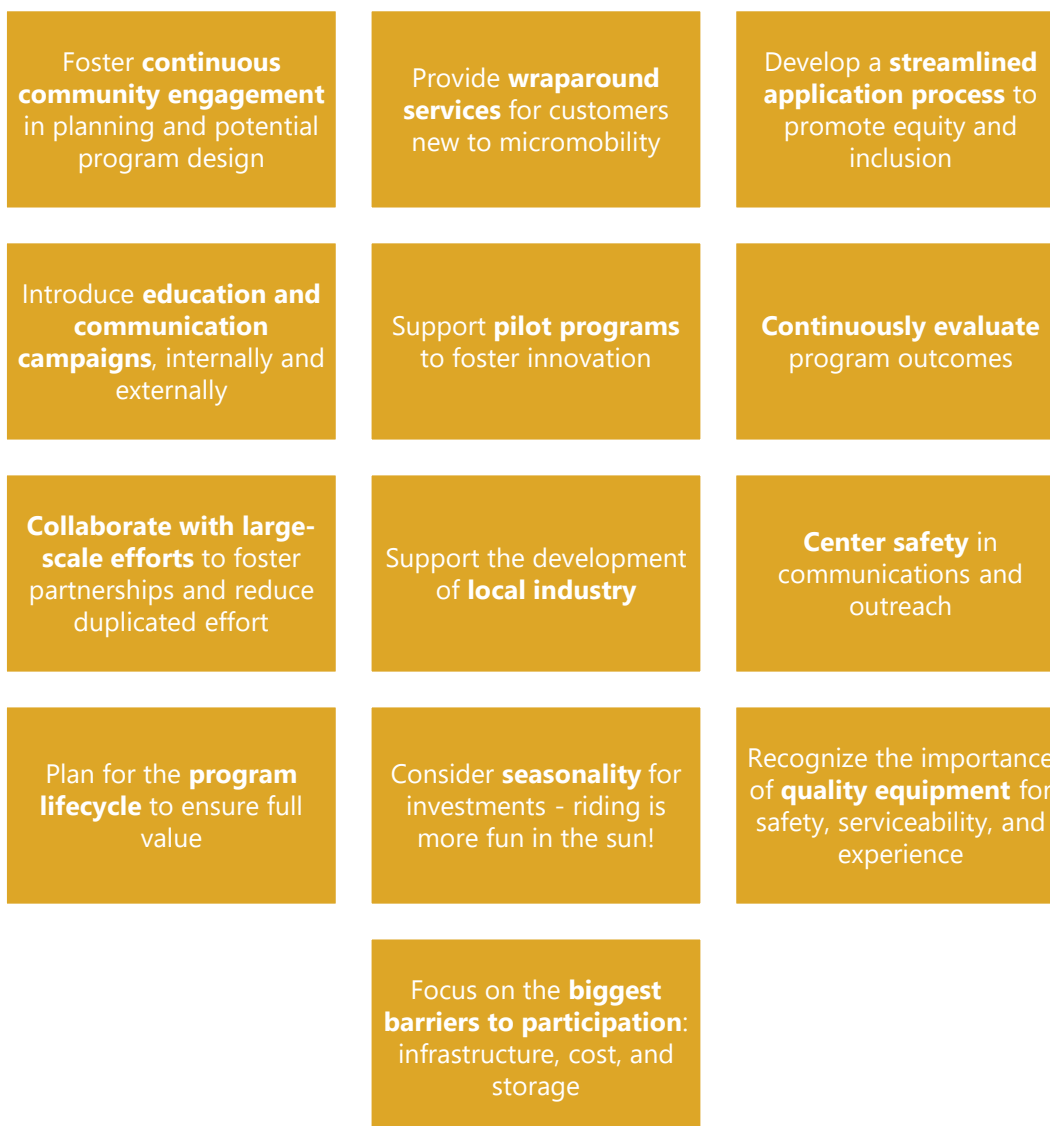 Foster continuous
community engagement
in planning and potential
program design
Provide wraparound
services for customers
new to micromobility
Develop a streamlined
application process to
promote equity and
inclusion
Introduce education and
communication
campaigns, internally and
externally
Support pilot programs
to foster innovation
Continuously evaluate
program outcomes
Collaborate with large-
scale efforts to foster
partnerships and reduce
duplicated effort
Support the development
of local industry
Center safety in
communications and
outreach
Plan for the program
lifecycle to ensure full
value
Consider seasonality for
investments - riding is
more fun in the sun!
Recognize the importance
of quality equipment for
safety, serviceability, and
experience
Focus on the biggest
barriers to participation:
infrastructure, cost, and
storage